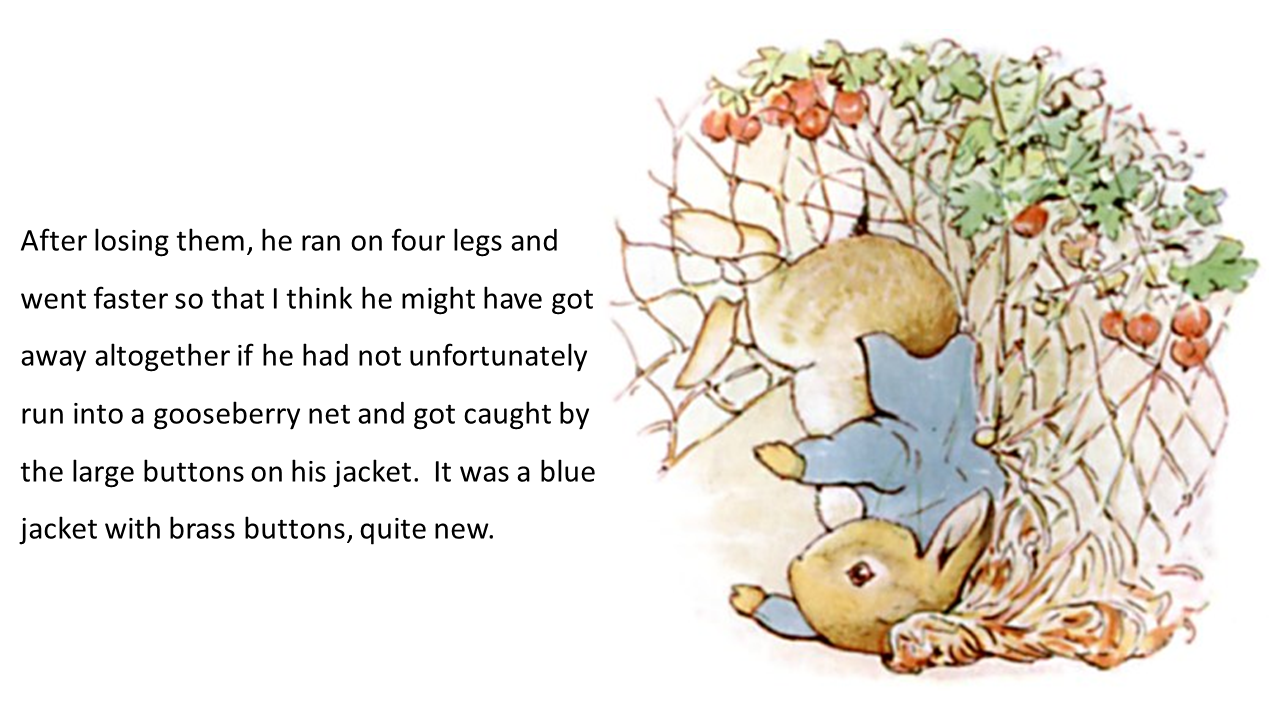 After losing them, he ran on four legs and
went faster so that I think he might have got
away altogether if he had not unfortunately
run into a gooseberry net and got caught by
the large buttons on his jacket.  It was a blue
jacket with brass buttons, quite new.